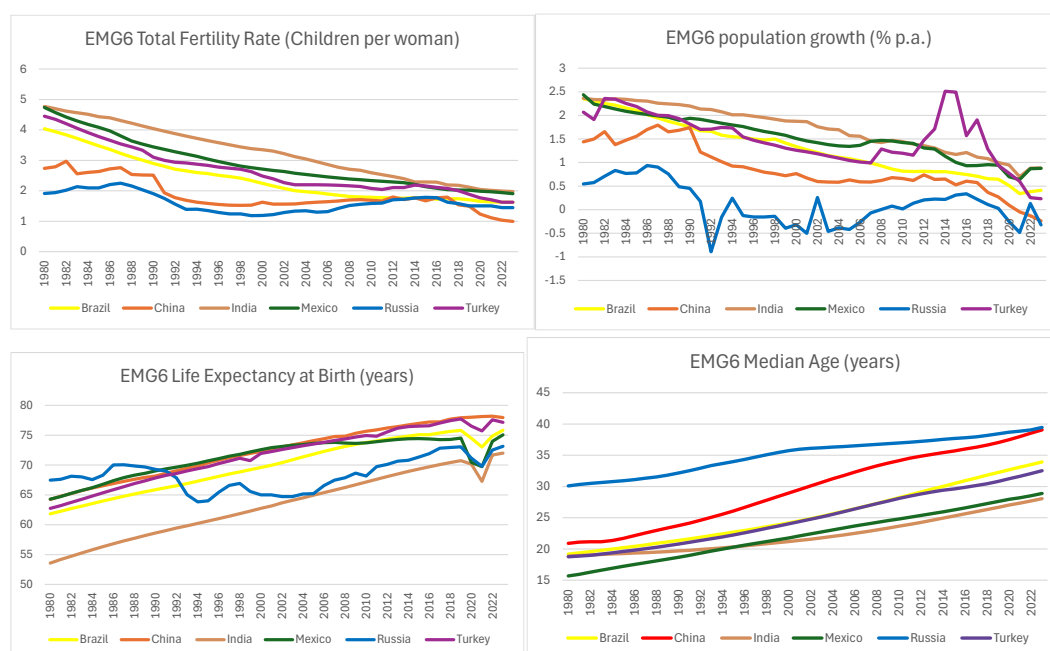 EMG6 Total Fertility Rate (Children per woman)
6
5
4
3
2
1
0
1980 1982 1984 1986 1988 1990 1992 1994 1996 1998 2000 2002 2004 2006 2008 2010 2012 2014 2016 2018 2020 2022
Brazil China India Mexico Russia Turkey
EMG6 population growth (% p.a.)
3
2.5
2
1.5
1
0.5
0
-0.5
-1
-1.5
1980 1982 1984 1986 1988 1990 1992 1994 1996 1998 2000 2002 2004 2006 2008 2010 2012 2014 2016 2018 2020 2022
Brazil China India Mexico Russia Turkey
EMG6 Life Expectancy at Birth (years)
80
75
70
65
60
55
50
1980 1982 1984 1986 1988 1990 1992 1994 1996 1998 2000 2002 2004 2006 2008 2010 2012 2014 2016 2018 2020 2022
Brazil China India Mexico Russia Turkey
EMG6 Median Age (years)
45
40
35
30
25
20
15
1980 1982 1984 1986 1988 1990 1992 1994 1996 1998 2000 2002 2004 2006 2008 2010 2012 2014 2016 2018 2020 2022
Brazil China India Mexico Russia Turkey